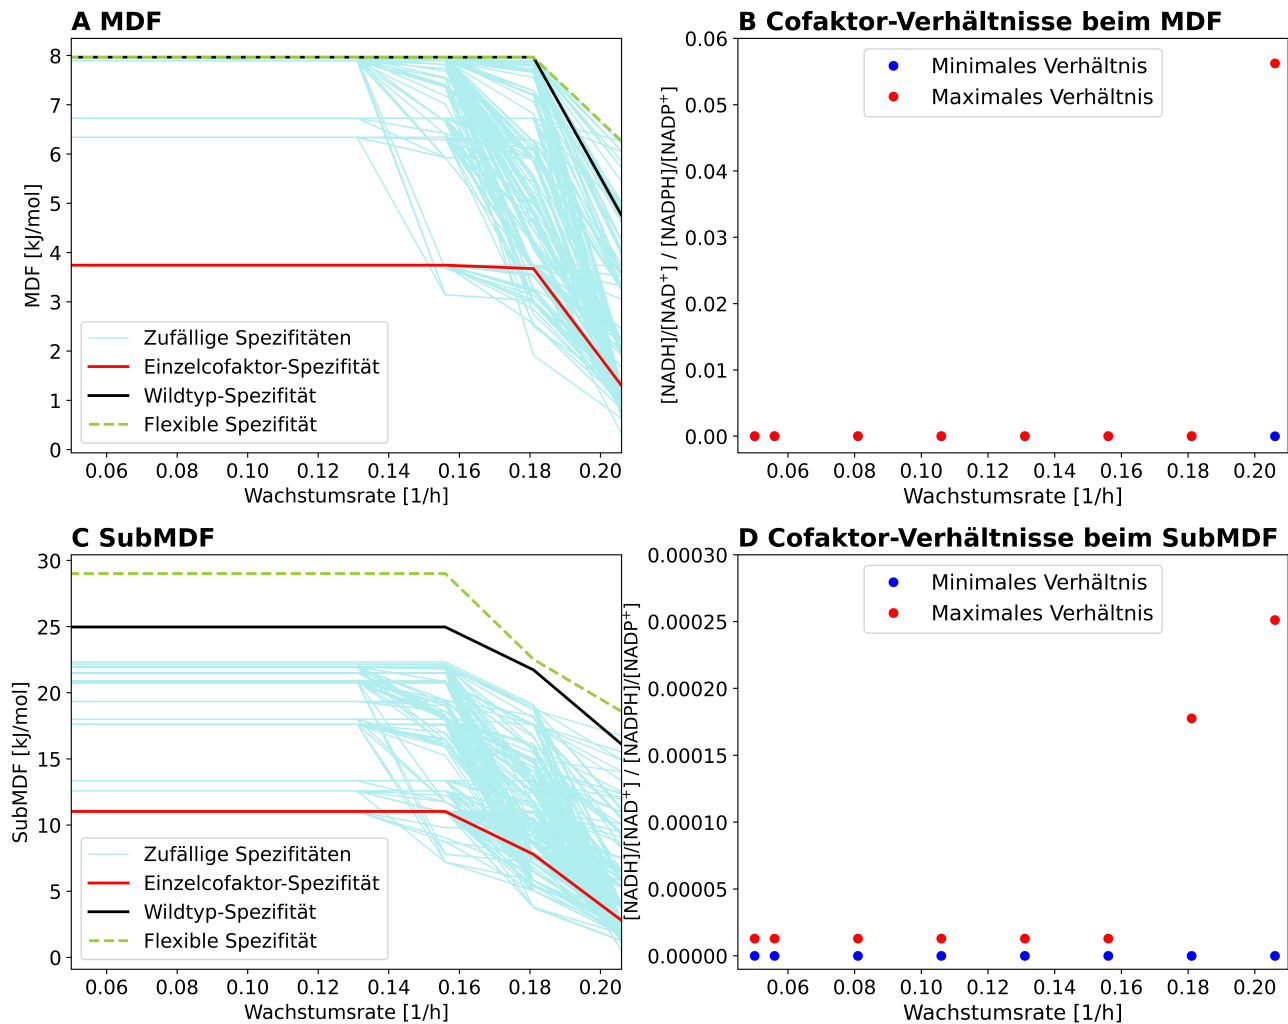 A MDF
8
7
6
5
4
3
2
1
0
MDF [kJ/mol]
Zufällige Spezifitäten
Einzelcofaktor-Spezifität
Wildtyp-Spezifität
Flexible Spezifität
0.06 0.08 0.10 0.12 0.14 0.16 0.18 0.20
Wachstumsrate [1/h]
B Cofaktor-Verhältnisse beim MDF
0.06
0.05
0.04
0.03
0.02
0.01
0.00
[NADH]/[NAD⁺] / [NADPH]/[NADP⁺]
Minimales Verhältnis
Maximales Verhältnis
0.06 0.08 0.10 0.12 0.14 0.16 0.18 0.20
Wachstumsrate [1/h]
C SubMDF
30
25
20
15
10
5
0
SubMDF [kJ/mol]
Zufällige Spezifitäten
Einzelcofaktor-Spezifität
Wildtyp-Spezifität
Flexible Spezifität
0.06 0.08 0.10 0.12 0.14 0.16 0.18 0.20
Wachstumsrate [1/h]
D Cofaktor-Verhältnisse beim SubMDF
0.00030
0.00025
0.00020
0.00015
0.00010
0.00005
0.00000
[NADH]/[NAD⁺] / [NADPH]/[NADP⁺]
Minimales Verhältnis
Maximales Verhältnis
0.06 0.08 0.10 0.12 0.14 0.16 0.18 0.20
Wachstumsrate [1/h]